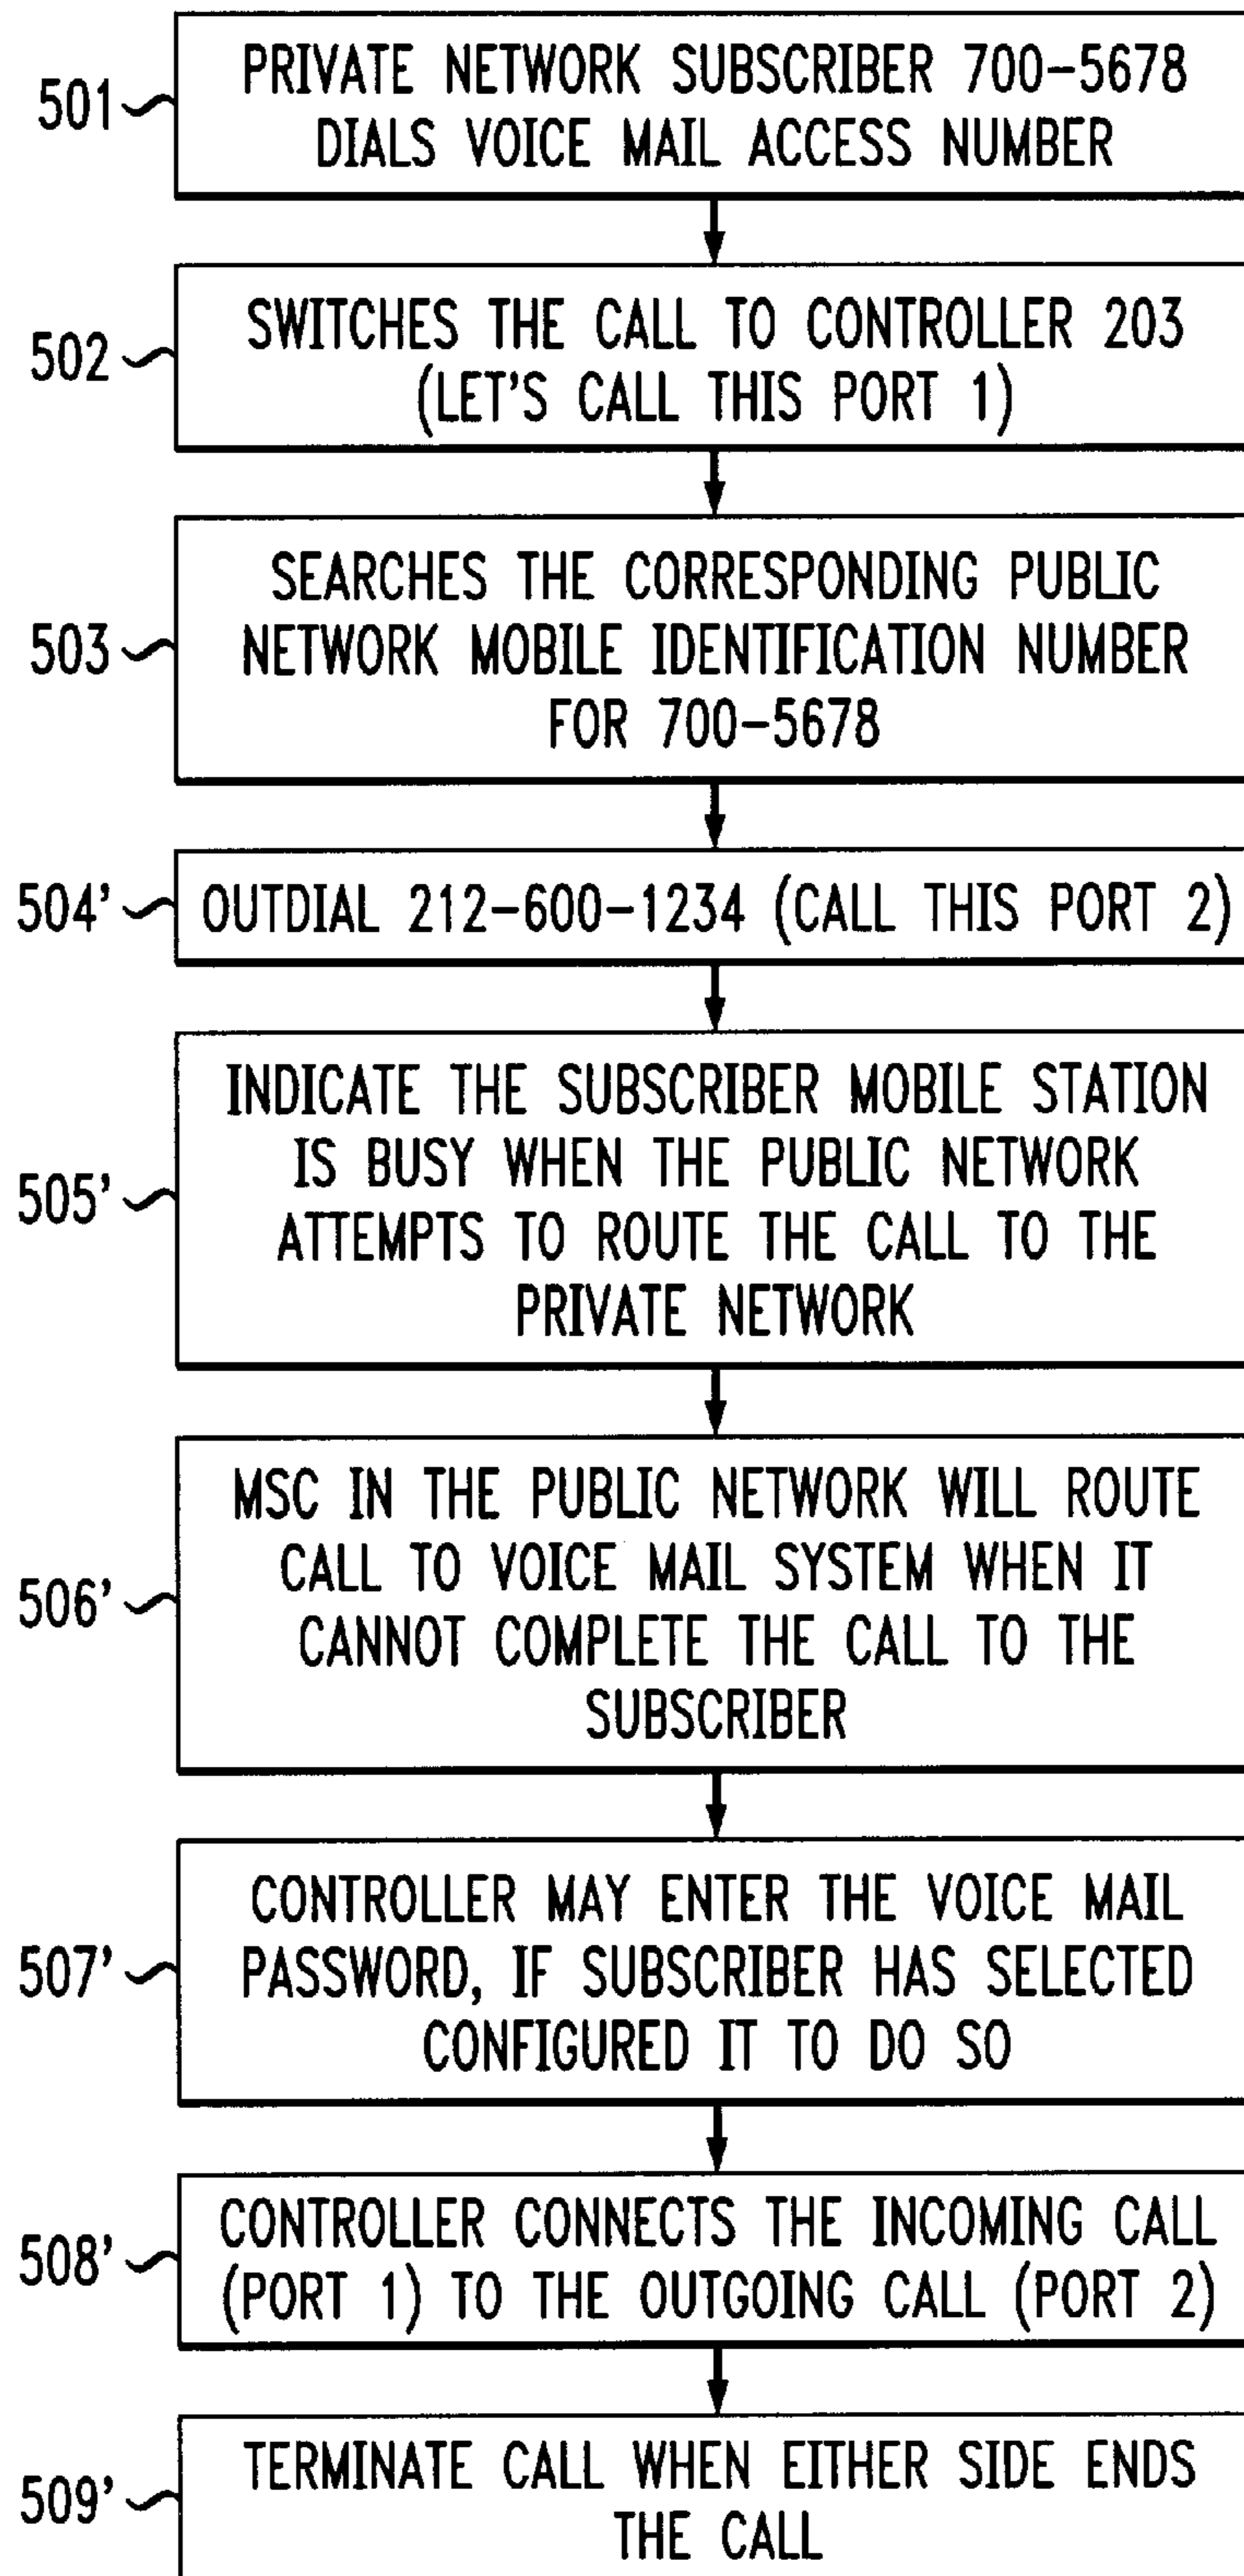 501
PRIVATE NETWORK SUBSCRIBER 700-5678
DIALS VOICE MAIL ACCESS NUMBER
502
SWITCHES THE CALL TO CONTROLLER 203
(LET'S CALL THIS PORT 1)
503
SEARCHES THE CORRESPONDING PUBLIC
NETWORK MOBILE IDENTIFICATION NUMBER
FOR 700-5678
504'
OUTDIAL 212-600-1234 (CALL THIS PORT 2)
505'
INDICATE THE SUBSCRIBER MOBILE STATION
IS BUSY WHEN THE PUBLIC NETWORK
ATTEMPTS TO ROUTE THE CALL TO THE
PRIVATE NETWORK
506'
MSC IN THE PUBLIC NETWORK WILL ROUTE
CALL TO VOICE MAIL SYSTEM WHEN IT
CANNOT COMPLETE THE CALL TO THE
SUBSCRIBER
507'
CONTROLLER MAY ENTER THE VOICE MAIL
PASSWORD, IF SUBSCRIBER HAS SELECTED
CONFIGURED IT TO DO SO
508'
CONTROLLER CONNECTS THE INCOMING CALL
(PORT 1) TO THE OUTGOING CALL (PORT 2)
509'
TERMINATE CALL WHEN EITHER SIDE ENDS
THE CALL